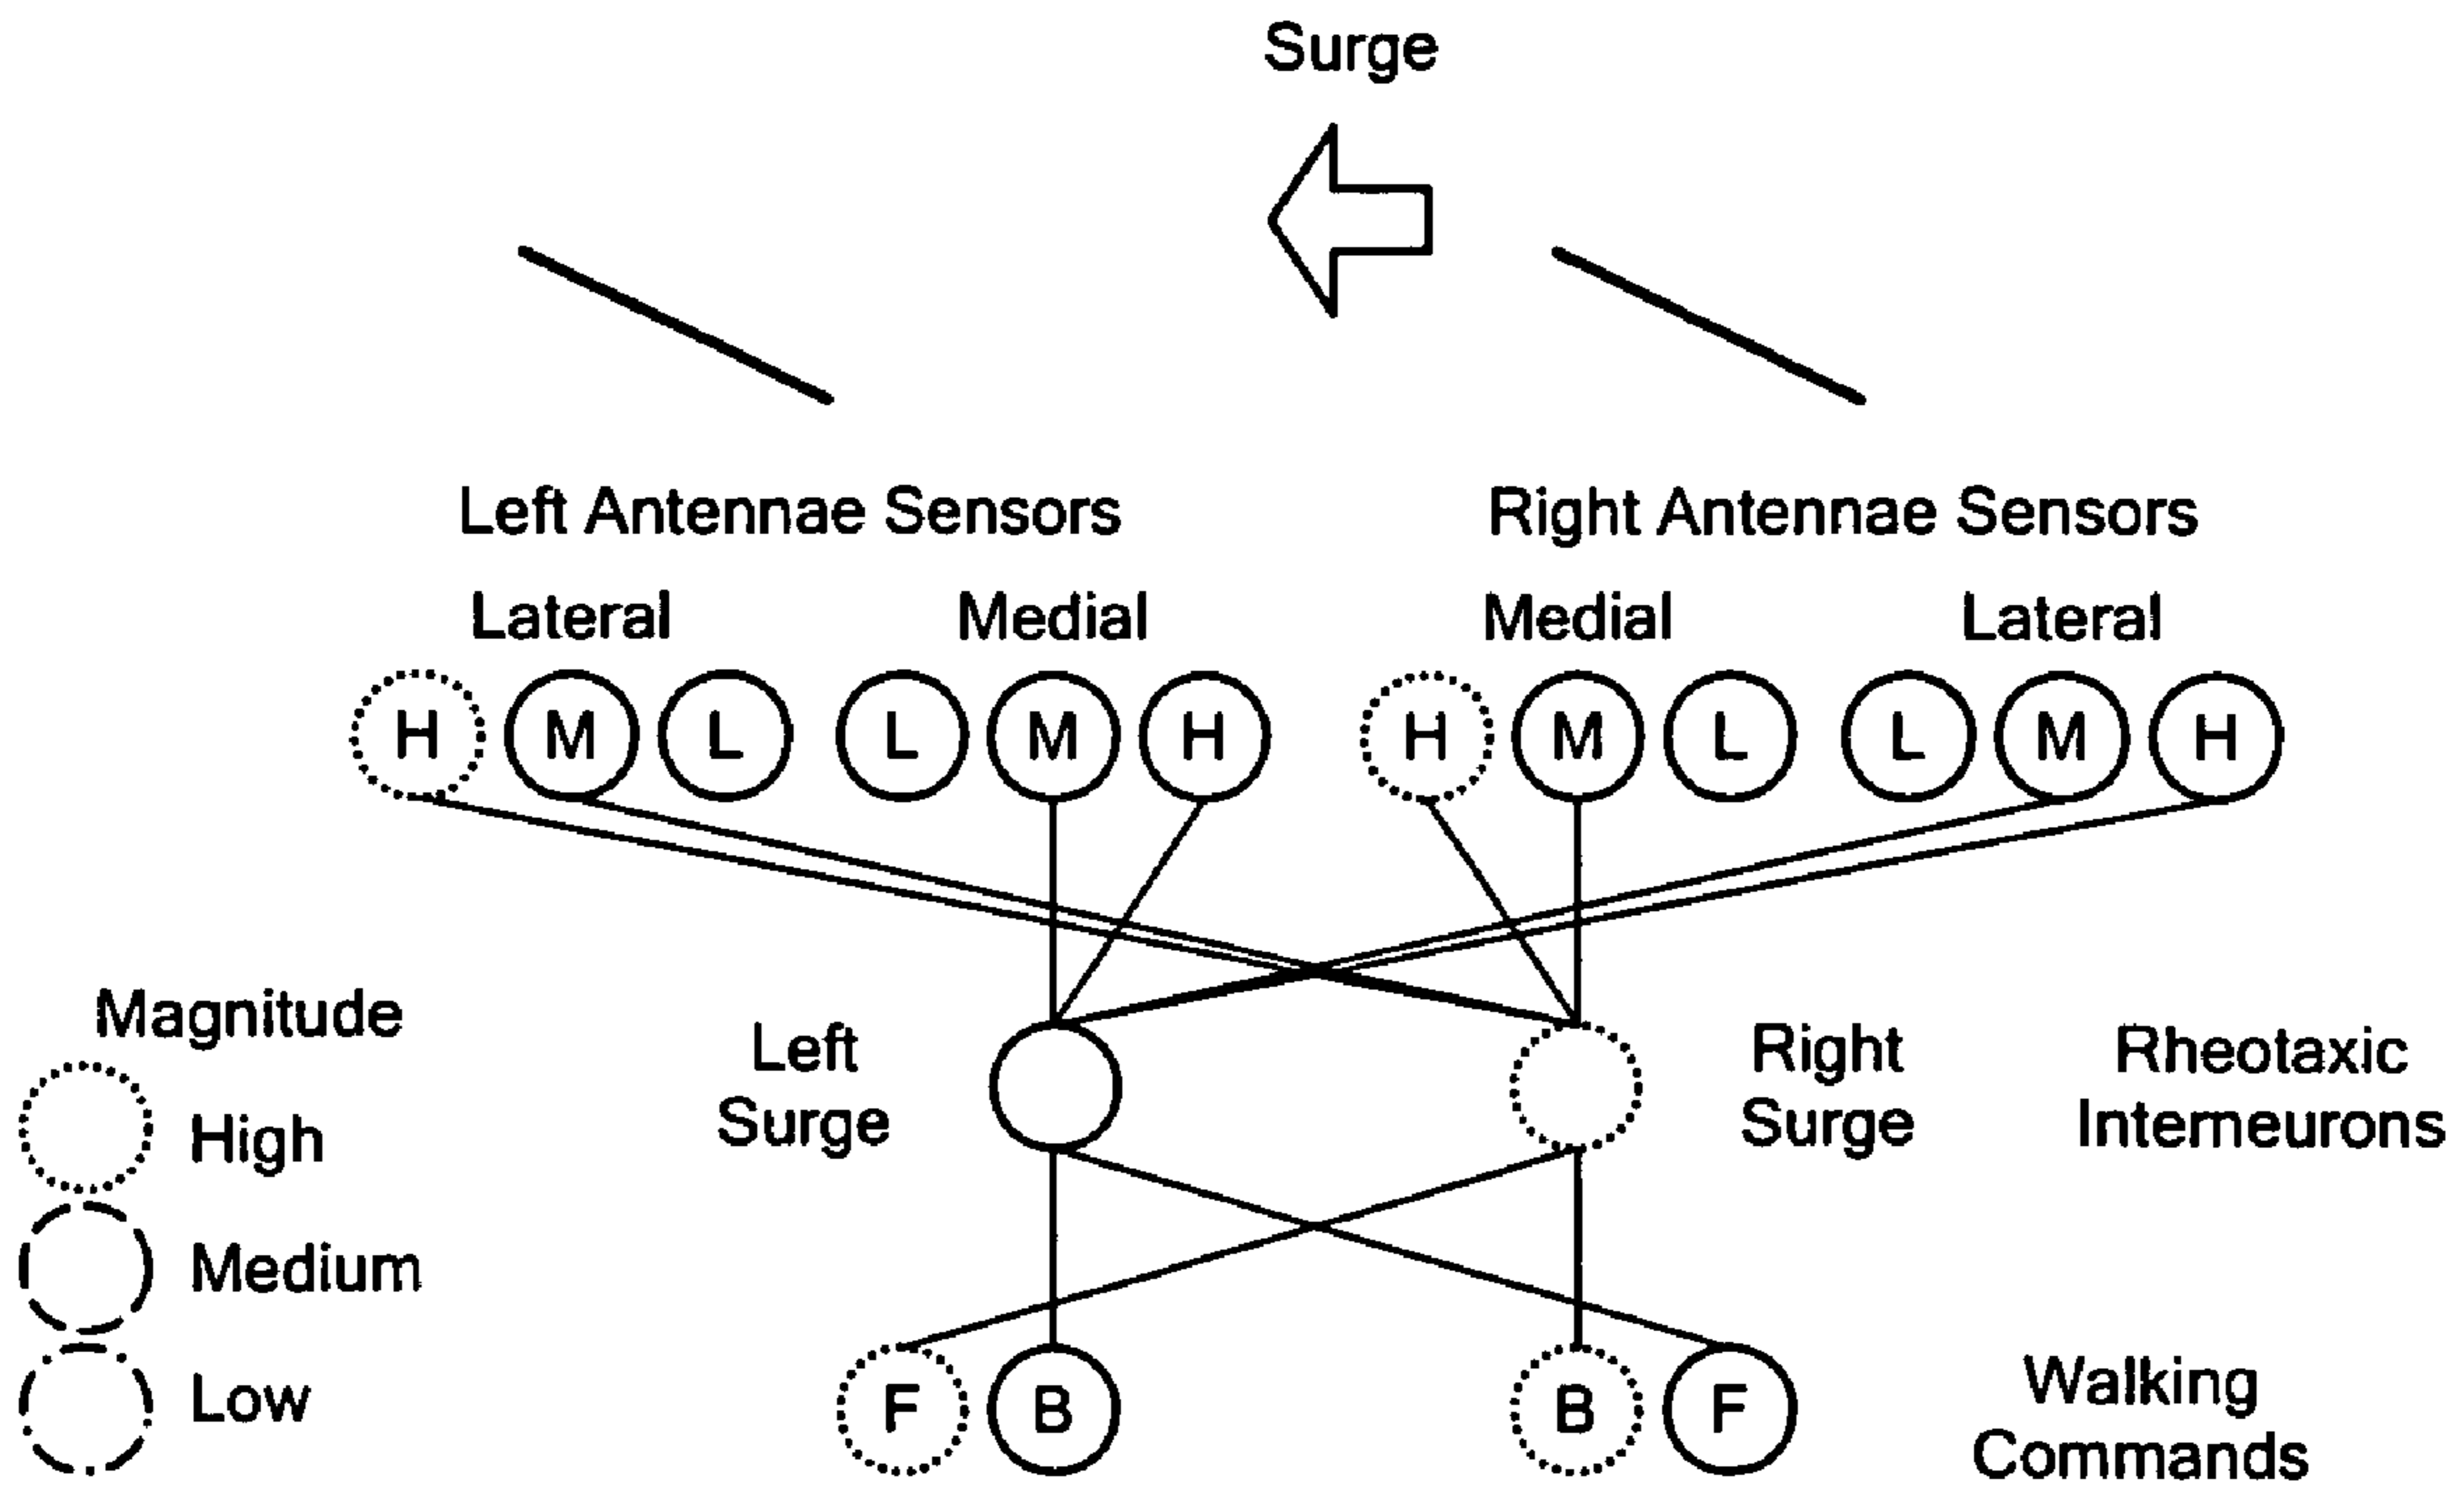 Surge
Left Antennae Sensors
Right Antennae Sensors
Lateral
Medial
Medial
Lateral
H M L L M H H M L L M H
Magnitude
High
Medium
Low
Left
Surge
Right
Surge
Rheotaxic
Interneurons
F B B F
Walking
Commands